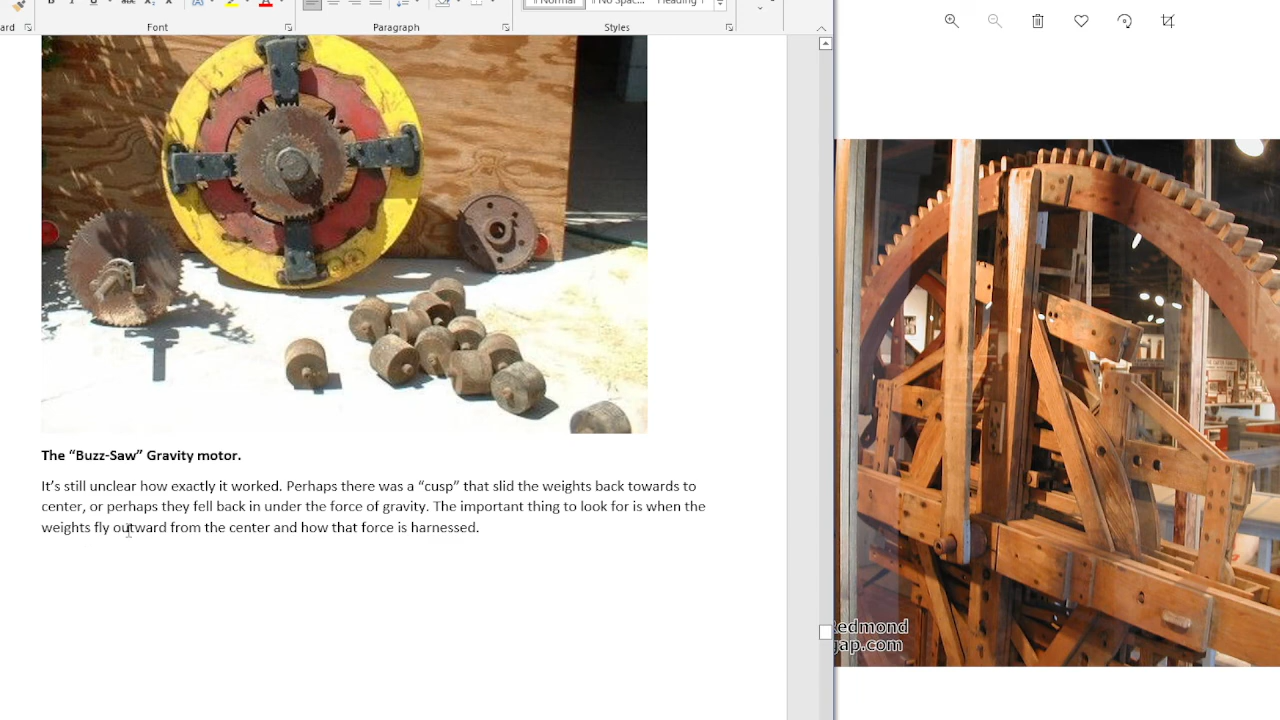 Font
Paragraph
Styles
The “Buzz-Saw” Gravity motor.
It’s still unclear how exactly it worked. Perhaps there was a “cusp” that slid the weights back towards to
center, or perhaps they fell back in under the force of gravity. The important thing to look for is when the
weights fly outward from the center and how that force is harnessed.
Redmond
gap.com